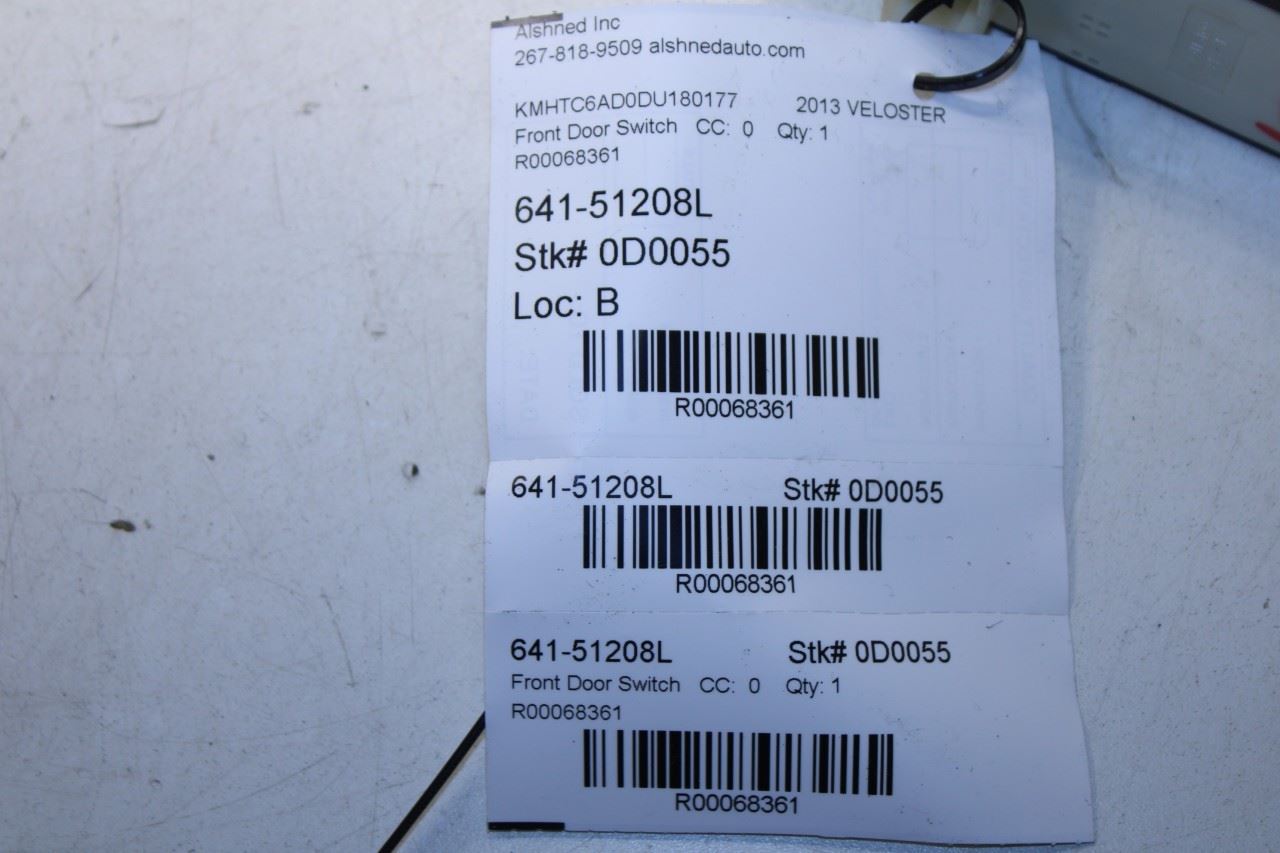 Alshned Inc
267-818-9509 alshnedauto.com
KMHTC6AD0DU180177 2013 VELOSTER
Front Door Switch CC: 0 Qty: 1
R00068361
641-51208L
Stk# 0D0055
Loc: B
R00068361
641-51208L Stk# 0D0055
R00068361
641-51208L Stk# 0D0055
Front Door Switch CC: 0 Qty: 1
R00068361
R00068361